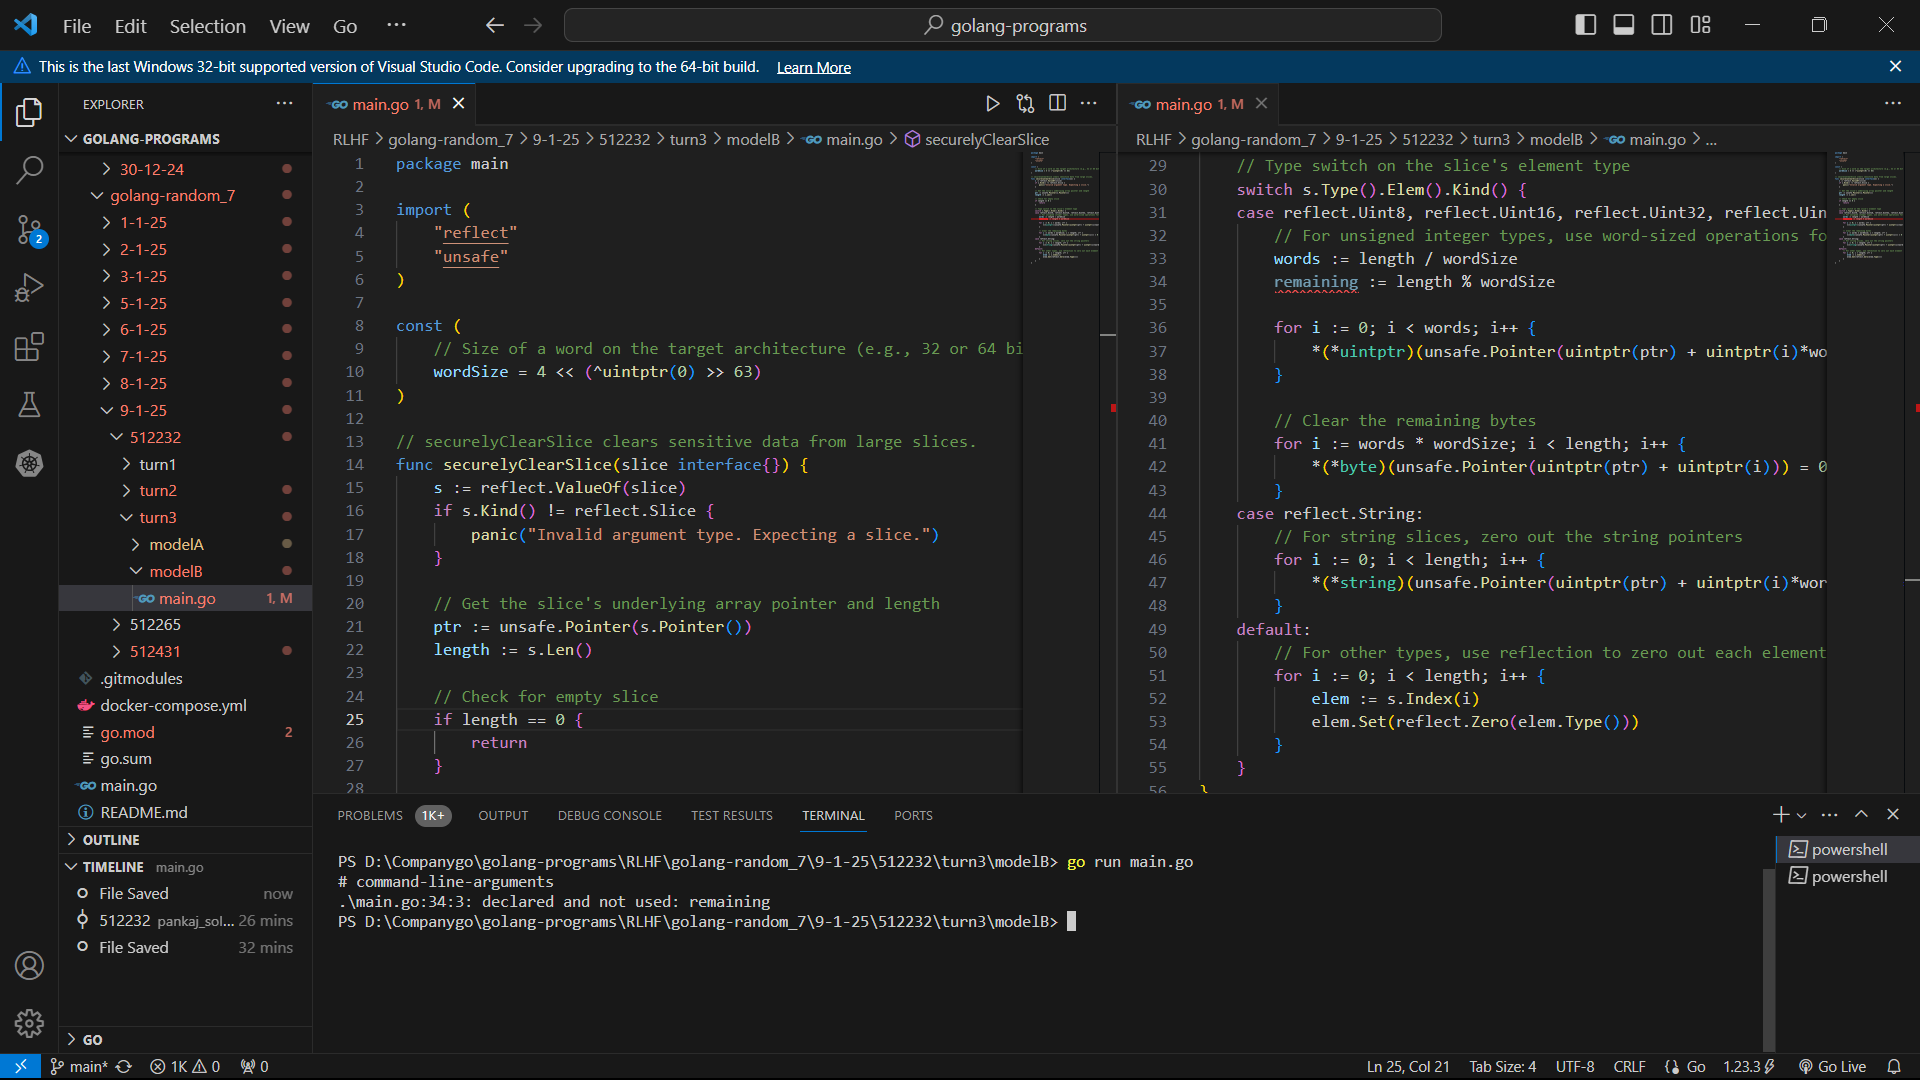 File Edit Selection View Go ··· golang-programs
This is the last Windows 32-bit supported version of Visual Studio Code. Consider upgrading to the 64-bit build. Learn More
EXPLORER
GOLANG-PROGRAMS
30-12-24
golang-random_7
1-1-25
2-1-25
3-1-25
5-1-25
6-1-25
7-1-25
8-1-25
9-1-25
512232
turn1
turn2
turn3
modelA
modelB
main.go 1, M
512265
512431
.gitmodules
docker-compose.yml
go.mod 2
go.sum
main.go
README.md
OUTLINE
TIMELINE main.go
File Saved now
512232 pankaj_sol... 26 mins
File Saved 32 mins
GO
main.go 1, M
RLHF > golang-random_7 > 9-1-25 > 512232 > turn3 > modelB > main.go > securelyClearSlice
1 package main
2
3 import (
4 "reflect"
5 "unsafe"
6 )
7
8 const (
9 // Size of a word on the target architecture (e.g., 32 or 64 bi
10 wordSize = 4 << (^uintptr(0) >> 63)
11 )
12
13 // securelyClearSlice clears sensitive data from large slices.
14 func securelyClearSlice(slice interface{}) {
15 s := reflect.ValueOf(slice)
16 if s.Kind() != reflect.Slice {
17 panic("Invalid argument type. Expecting a slice.")
18 }
19
20 // Get the slice's underlying array pointer and length
21 ptr := unsafe.Pointer(s.Pointer())
22 length := s.Len()
23
24 // Check for empty slice
25 if length == 0 {
26 return
27 }
28
main.go 1, M
RLHF > golang-random_7 > 9-1-25 > 512232 > turn3 > modelB > main.go > ...
29 // Type switch on the slice's element type
30 switch s.Type().Elem().Kind() {
31 case reflect.Uint8, reflect.Uint16, reflect.Uint32, reflect.Uin
32 // For unsigned integer types, use word-sized operations fo
33 words := length / wordSize
34 remaining := length % wordSize
35
36 for i := 0; i < words; i++ {
37 *(*uintptr)(unsafe.Pointer(uintptr(ptr) + uintptr(i)*wo
38 }
39
40 // Clear the remaining bytes
41 for i := words * wordSize; i < length; i++ {
42 *(*byte)(unsafe.Pointer(uintptr(ptr) + uintptr(i))) = 0
43 }
44 case reflect.String:
45 // For string slices, zero out the string pointers
46 for i := 0; i < length; i++ {
47 *(*string)(unsafe.Pointer(uintptr(ptr) + uintptr(i)*wor
48 }
49 default:
50 // For other types, use reflection to zero out each element
51 for i := 0; i < length; i++ {
52 elem := s.Index(i)
53 elem.Set(reflect.Zero(elem.Type()))
54 }
55 }
56 }
PROBLEMS 1K+ OUTPUT DEBUG CONSOLE TEST RESULTS TERMINAL PORTS
PS D:\Companygo\golang-programs\RLHF\golang-random_7\9-1-25\512232\turn3\modelB> go run main.go
# command-line-arguments
.\main.go:34:3: declared and not used: remaining
PS D:\Companygo\golang-programs\RLHF\golang-random_7\9-1-25\512232\turn3\modelB>
powershell
powershell
2
main* 1K 0 0 Ln 25, Col 21 Tab Size: 4 UTF-8 CRLF {} Go 1.23.3 Go Live